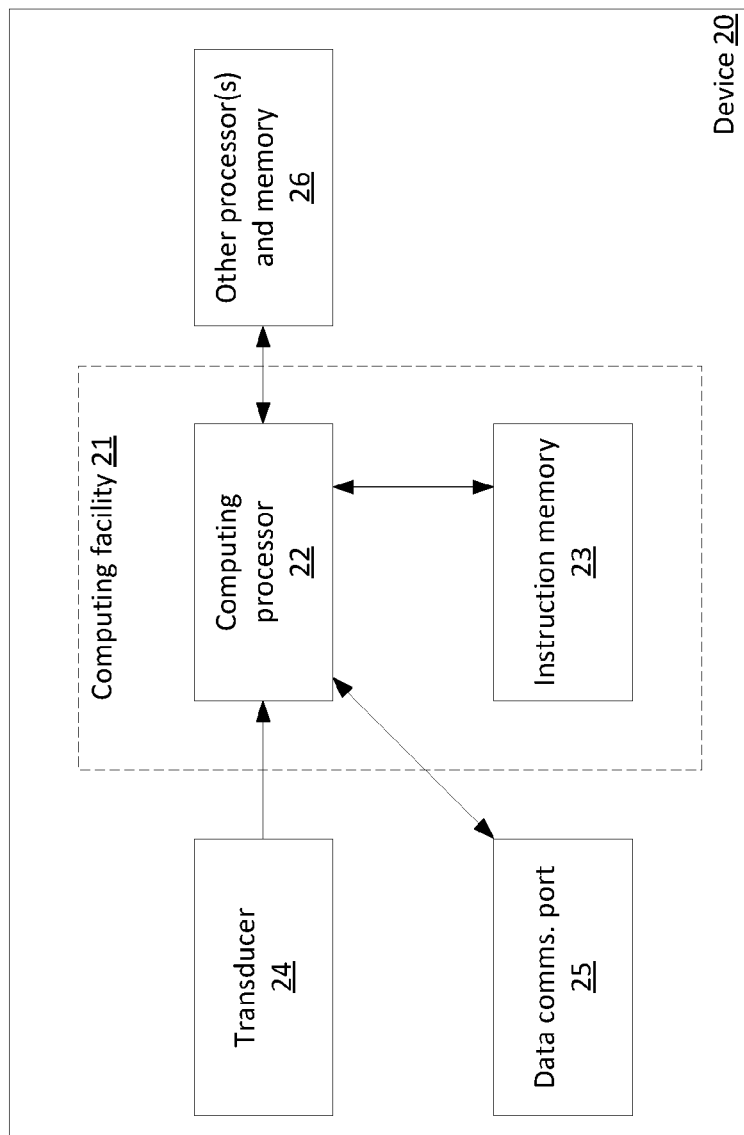 Computing facility 21
Transducer
24
Computing
processor
22
Other processor(s)
and memory
26
Data comms. port
25
Instruction memory
23
Device 20